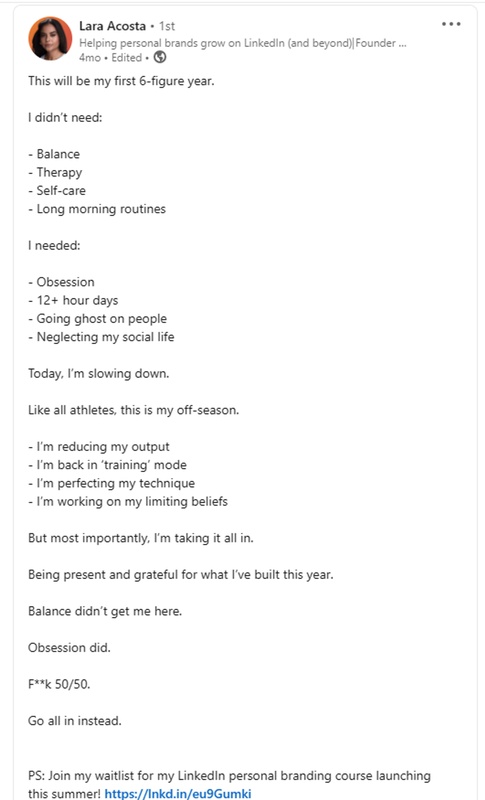 Lara Acosta • 1st
Helping personal brands grow on LinkedIn (and beyond)|Founder ...
4mo • Edited •
This will be my first 6-figure year.
I didn't need:
- Balance
- Therapy
- Self-care
- Long morning routines
I needed:
- Obsession
- 12+ hour days
- Going ghost on people
- Neglecting my social life
Today, I'm slowing down.
Like all athletes, this is my off-season.
- I'm reducing my output
- I'm back in 'training' mode
- I'm perfecting my technique
- I'm working on my limiting beliefs
But most importantly, I'm taking it all in.
Being present and grateful for what I've built this year.
Balance didn't get me here.
Obsession did.
F**k 50/50.
Go all in instead.
PS: Join my waitlist for my LinkedIn personal branding course launching
this summer! https://lnkd.in/eu9Gumki